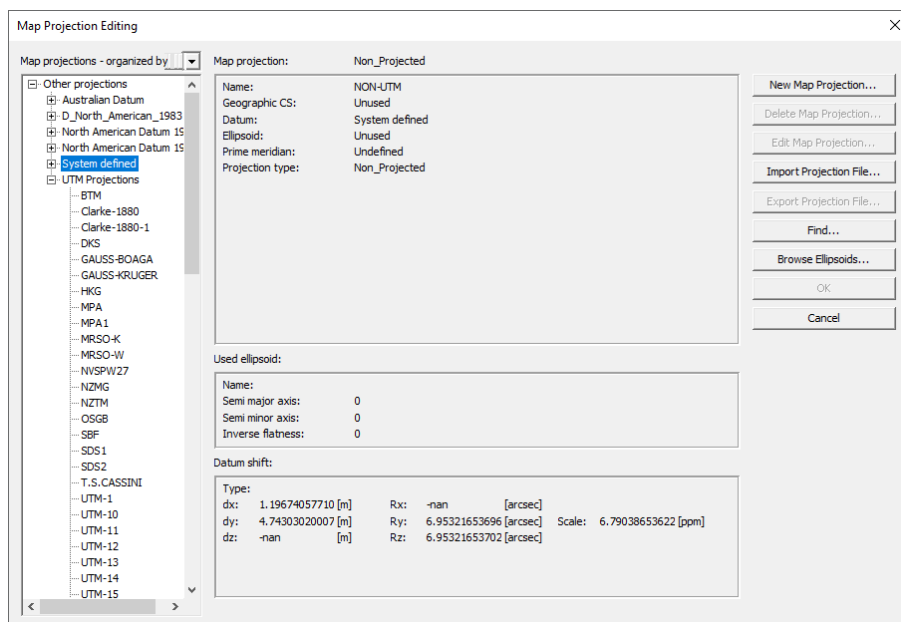 Map Projection Editing
Map projections - organized by
Other projections
Australian Datum
D_North_American_1983
North American Datum 19
North American Datum 19
System defined
UTM Projections
BTM
Clarke-1880
Clarke-1880-1
DKS
GAUSS-BOAGA
GAUSS-KRUGER
HKG
MPA
MPA1
MRSO-K
MRSO-W
NVSPW27
NZMG
NZTM
OSGB
SBF
SDS1
SDS2
T.S.CASSINI
UTM-1
UTM-10
UTM-11
UTM-12
UTM-13
UTM-14
UTM-15
Map projection: Non_Projected
Name: NON-UTM
Geographic CS: Unused
Datum: System defined
Ellipsoid: Unused
Prime meridian: Undefined
Projection type: Non_Projected
Used ellipsoid:
Name:
Semi major axis: 0
Semi minor axis: 0
Inverse flatness: 0
Datum shift:
Type:
dx: 1.19674057710 [m] Rx: -nan [arcsec]
dy: 4.74303020007 [m] Ry: 6.95321653696 [arcsec] Scale: 6.79038653622 [ppm]
dz: -nan [m] Rz: 6.95321653702 [arcsec]
New Map Projection...
Delete Map Projection...
Edit Map Projection...
Import Projection File...
Export Projection File...
Find...
Browse Ellipsoids...
OK
Cancel